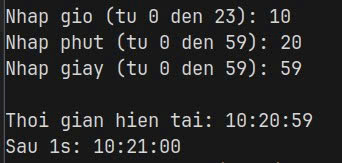 Nhap gio (tu 0 den 23): 10
Nhap phut (tu 0 den 59): 20
Nhap giay (tu 0 den 59): 59
Thoi gian hien tai: 10:20:59
Sau 1s: 10:21:00